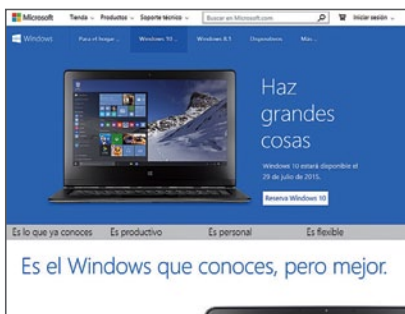 Microsoft Tienda Productos Soporte técnico Buscar en Microsoft.com Iniciar sesión
Windows Para el hogar Windows 10 Windows 8.1 Dispositivos Más
Haz
grandes
cosas
Windows 10 estará disponible el
29 de julio de 2015.
Reserva Windows 10
Es lo que ya conoces Es productivo Es personal Es flexible
Es el Windows que conoces, pero mejor.